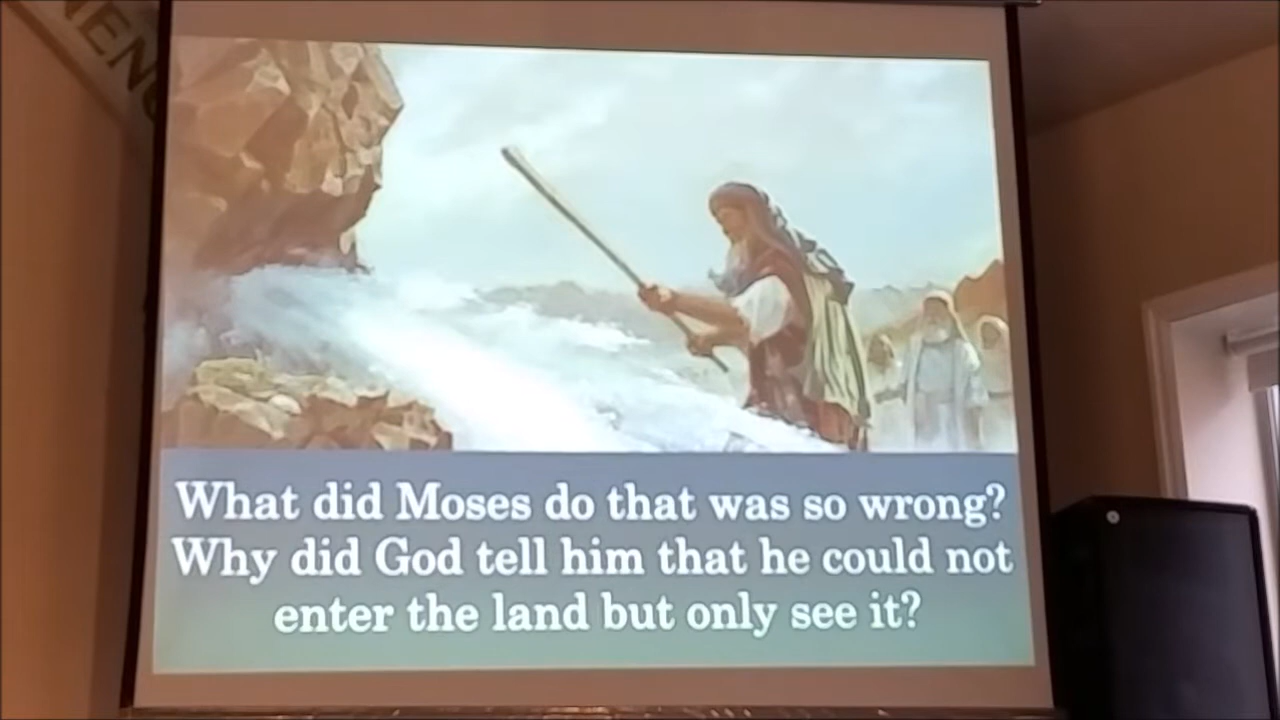 What did Moses do that was so wrong?
Why did God tell him that he could not
enter the land but only see it?